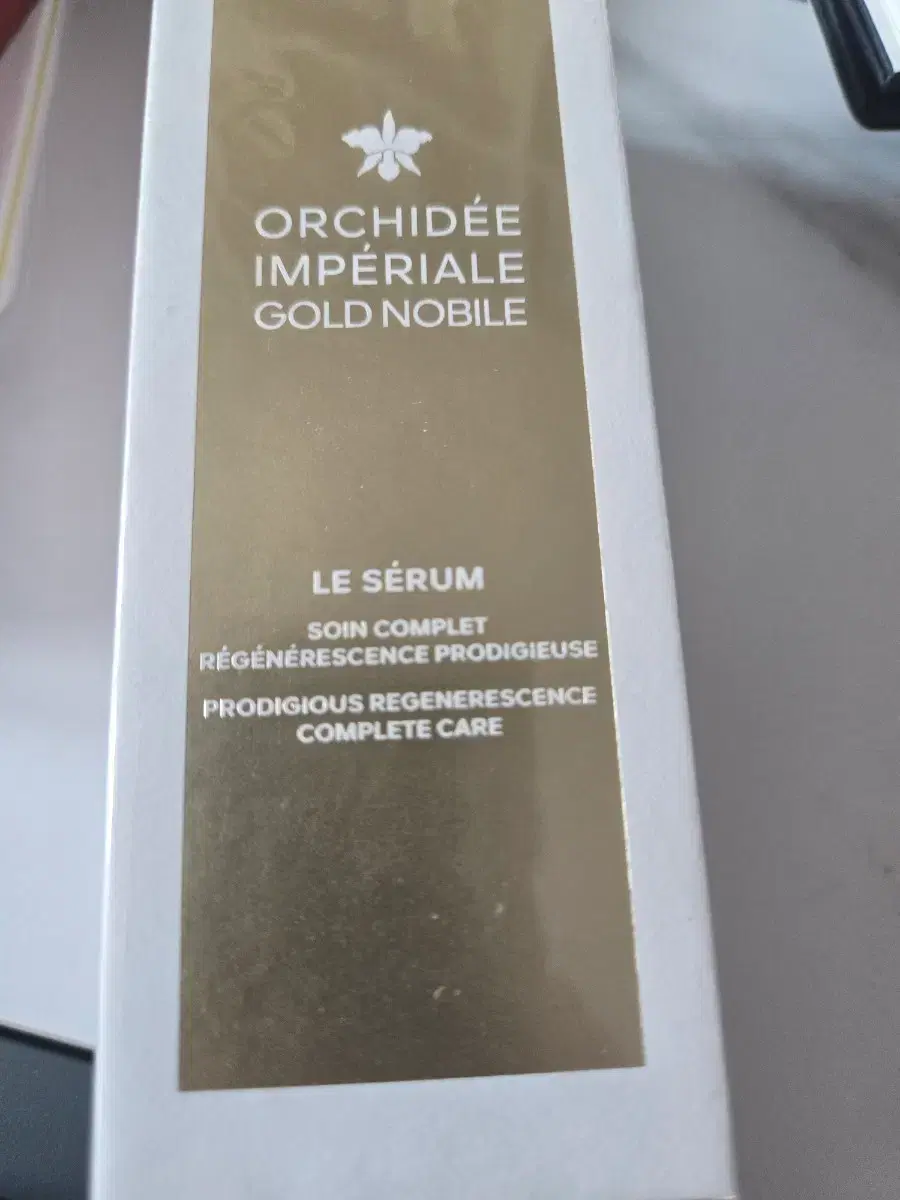 ORCHIDÉE
IMPÉRIALE
GOLD NOBILE
LE SÉRUM
SOIN COMPLET
RÉGÉNÉRESCENCE PRODIGIEUSE
PRODIGIOUS REGENERESCENCE
COMPLETE CARE